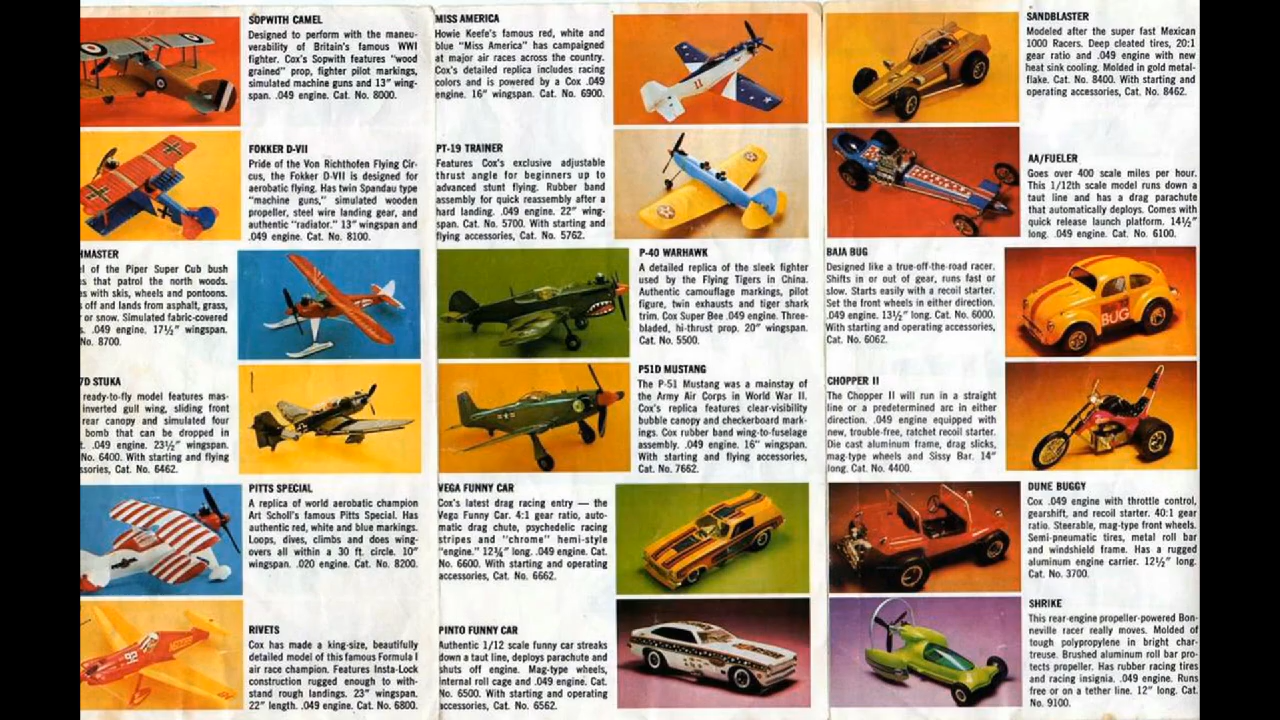 SOPWITH CAMEL
Designed to perform with the maneu-
verability of Britain's famous WWI
fighter. Cox's Sopwith features "wood
grained" prop, fighter pilot markings,
simulated machine guns and 13" wing-
span. .049 engine. Cat. No. 8000.
FOKKER D-VII
Pride of the Von Richthofen Flying Cir-
cus, the Fokker D-VII is designed for
aerobatic flying. Has twin Spandau type
"machine guns," simulated wooden
propeller, steel wire landing gear, and
authentic "radiator." 13" wingspan and
.049 engine. Cat. No. 8100.
HMASTER
l of the Piper Super Cub bush
s that patrol the north woods.
s with skis, wheels and pontoons.
off and lands from asphalt, grass,
or snow. Simulated fabric-covered
. .049 engine. 17½" wingspan.
No. 8700.
7D STUKA
ready-to-fly model features mas-
inverted gull wing, sliding front
rear canopy and simulated four
bomb that can be dropped in
t. .049 engine. 23½" wingspan.
No. 6400. With starting and flying
ssories, Cat. No. 6462.
PITTS SPECIAL
A replica of world aerobatic champion
Art Scholl's famous Pitts Special. Has
authentic red, white and blue markings.
Loops, dives, climbs and does wing-
overs all within a 30 ft. circle. 10"
wingspan. .020 engine. Cat. No. 8200.
92
RIVETS
Cox has made a king-size, beautifully
detailed model of this famous Formula I
air race champion. Features Insta-Lock
construction rugged enough to with-
stand rough landings. 23" wingspan.
22" length. .049 engine. Cat. No. 6800.
MISS AMERICA
Howie Keefe's famous red, white and
blue "Miss America" has campaigned
at major air races across the country.
Cox's detailed replica includes racing
colors and is powered by a Cox .049
engine. 16" wingspan. Cat. No. 6900.
11
PT-19 TRAINER
Features Cox's exclusive adjustable
thrust angle for beginners up to
advanced stunt flying. Rubber band
assembly for quick reassembly after a
hard landing. .049 engine. 22" wing-
span. Cat. No. 5700. With starting and
flying accessories, Cat. No. 5762.
P-40 WARHAWK
A detailed replica of the sleek fighter
used by the Flying Tigers in China.
Authentic camouflage markings, pilot
figure, twin exhausts and tiger shark
trim. Cox Super Bee .049 engine. Three-
bladed, hi-thrust prop. 20" wingspan.
Cat. No. 5500.
P51D MUSTANG
The P-51 Mustang was a mainstay of
the Army Air Corps in World War II.
Cox's replica features clear-visibility
bubble canopy and checkerboard mark-
ings. Cox rubber band wing-to-fuselage
assembly. .049 engine. 16" wingspan.
With starting and flying accessories,
Cat. No. 7662.
VEGA FUNNY CAR
Cox's latest drag racing entry — the
Vega Funny Car. 4:1 gear ratio, auto-
matic drag chute, psychedelic racing
stripes and "chrome" hemi-style
"engine." 12¾" long. .049 engine. Cat.
No. 6600. With starting and operating
accessories, Cat. No. 6662.
PINTO FUNNY CAR
Authentic 1/12 scale funny car streaks
down a taut line, deploys parachute and
shuts off engine. Mag-type wheels,
internal roll cage and .049 engine. Cat.
No. 6500. With starting and operating
accessories, Cat. No. 6562.
SANDBLASTER
Modeled after the super fast Mexican
1000 Racers. Deep cleated tires, 20:1
gear ratio and .049 engine with new
heat sink cooling. Molded in gold metal-
flake. Cat. No. 8400. With starting and
operating accessories, Cat. No. 8462.
AA/FUELER
Goes over 400 scale miles per hour.
This 1/12th scale model runs down a
taut line and has a drag parachute
that automatically deploys. Comes with
quick release launch platform. 14½"
long. .049 engine. Cat. No. 6100.
BAJA BUG
Designed like a true-off-the-road racer.
Shifts in or out of gear, runs fast or
slow. Starts easily with a recoil starter.
Set the front wheels in either direction.
.049 engine. 13½" long. Cat. No. 6000.
With starting and operating accessories,
Cat. No. 6062.
BUG
CHOPPER II
The Chopper II will run in a straight
line or a predetermined arc in either
direction. .049 engine equipped with
new, trouble-free, ratchet recoil starter.
Die cast aluminum frame, drag slicks,
mag-type wheels and Sissy Bar. 14"
long. Cat. No. 4400.
DUNE BUGGY
Cox .049 engine with throttle control,
gearshift, and recoil starter. 40:1 gear
ratio. Steerable, mag-type front wheels.
Semi-pneumatic tires, metal roll bar
and windshield frame. Has a rugged
aluminum engine carrier. 12½" long.
Cat. No. 3700.
SHRIKE
This rear-engine propeller-powered Bon-
neville racer really moves. Molded of
tough polypropylene in bright char-
treuse. Brushed aluminum roll bar pro-
tects propeller. Has rubber racing tires
and racing insignia. .049 engine. Runs
free or on a tether line. 12" long. Cat.
No. 9100.